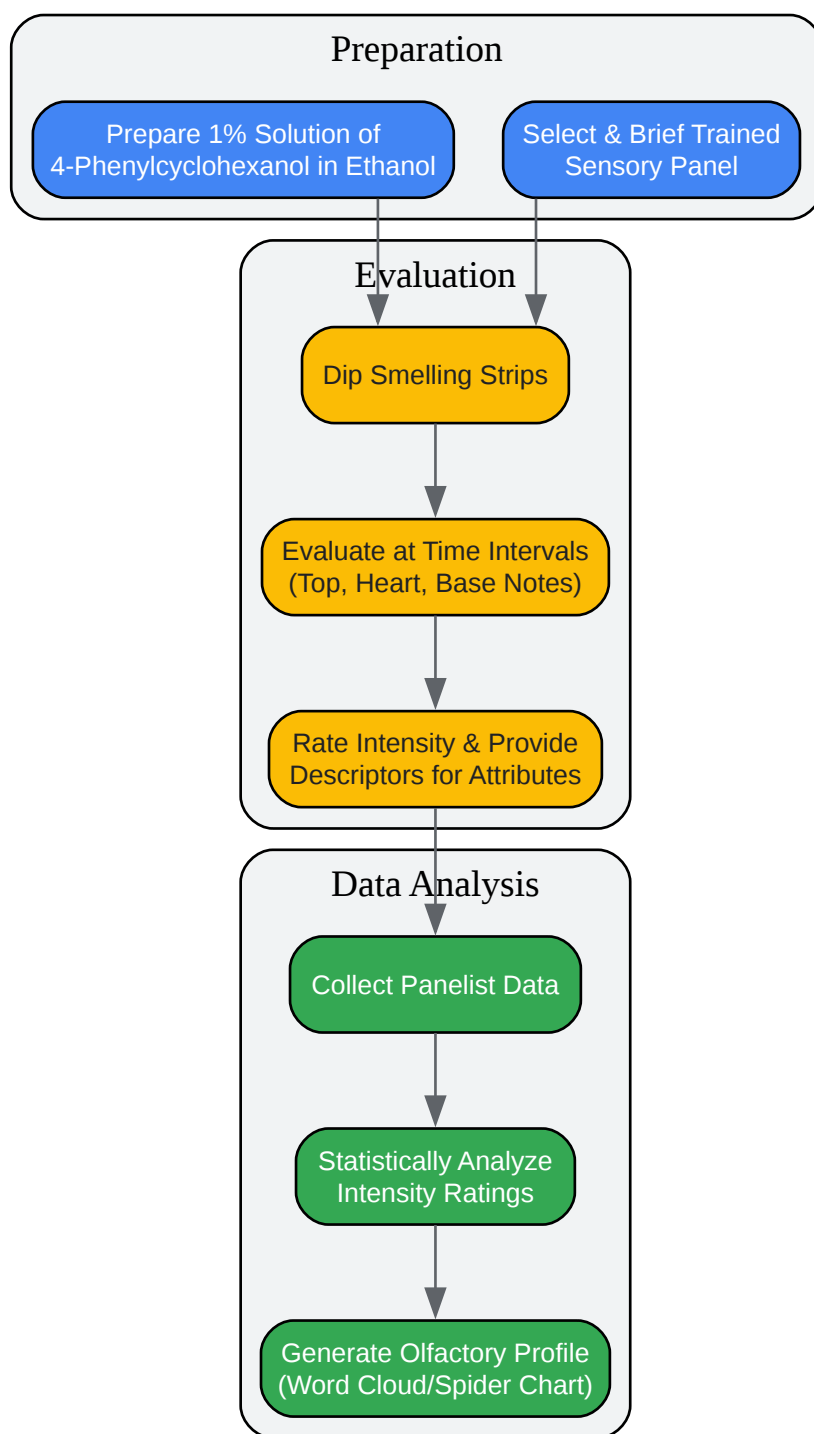 Preparation
Prepare 1% Solution of
4-Phenylcyclohexanol in Ethanol
Select & Brief Trained
Sensory Panel
Evaluation
Dip Smelling Strips
Evaluate at Time Intervals
(Top, Heart, Base Notes)
Rate Intensity & Provide
Descriptors for Attributes
Data Analysis
Collect Panelist Data
Statistically Analyze
Intensity Ratings
Generate Olfactory Profile
(Word Cloud/Spider Chart)